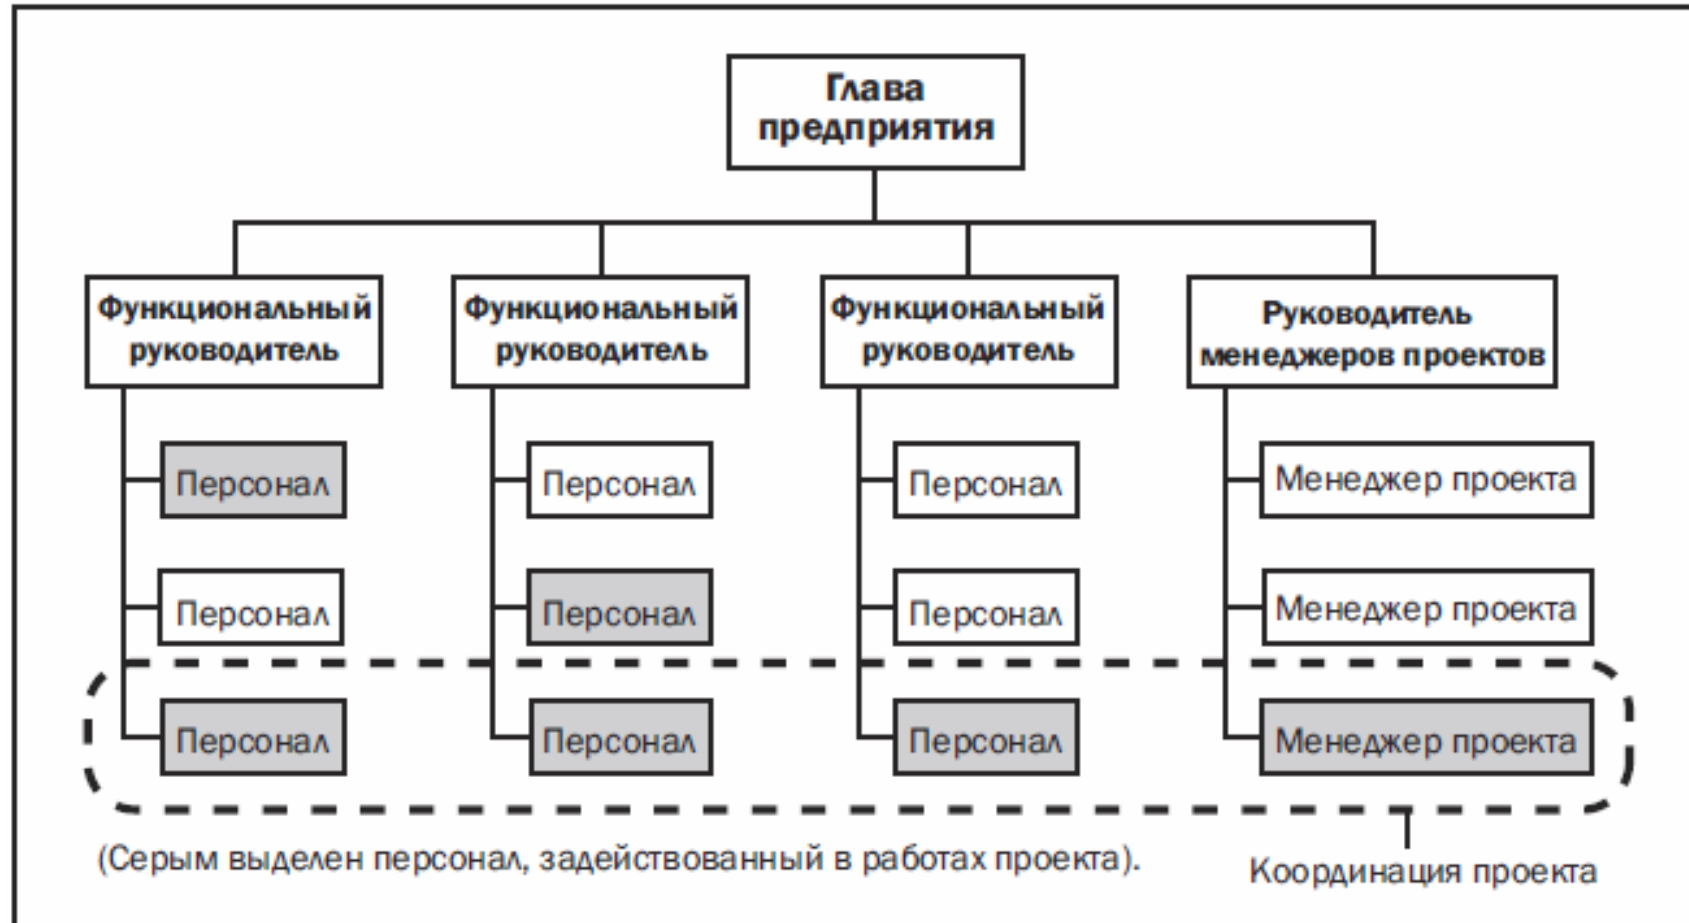 Глава
предприятия
Функциональный
руководитель
Функциональный
руководитель
Функциональный
руководитель
Руководитель
менеджеров проектов
Персонал
Персонал
Персонал
Менеджер проекта
Персонал
Персонал
Персонал
Менеджер проекта
Персонал
Персонал
Персонал
Менеджер проекта
(Серым выделен персонал, задействованный в работах проекта).
Координация проекта